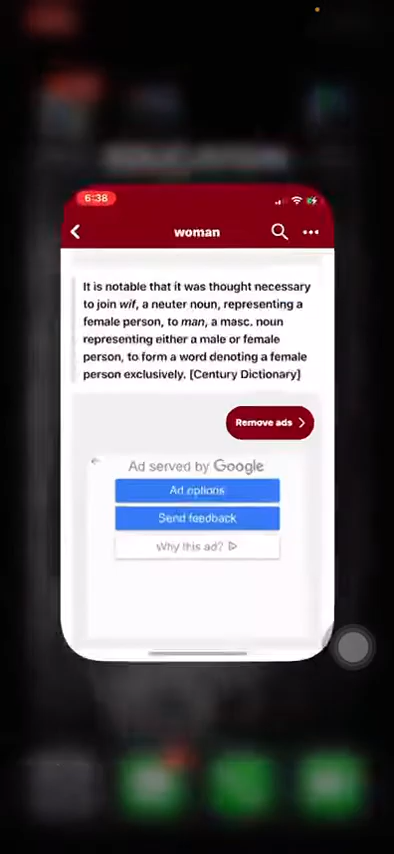 6:38
woman
It is notable that it was thought necessary
to join wif, a neuter noun, representing a
female person, to man, a masc. noun
representing either a male or female
person, to form a word denoting a female
person exclusively. [Century Dictionary]
Remove ads
Ad served by Google
Ad options
Send feedback
Why this ad?